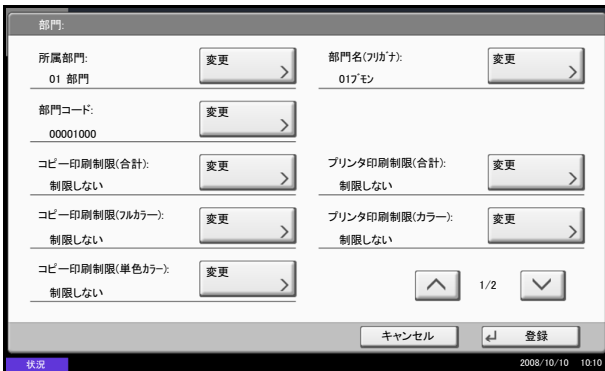 部門:
所属部門:
変更
01 部門
部門名(フリガナ):
変更
01ブモン
部門コード:
変更
00001000
コピー印刷制限(合計):
変更
制限しない
プリンタ印刷制限(合計):
変更
制限しない
コピー印刷制限(フルカラー):
変更
制限しない
プリンタ印刷制限(カラー):
変更
制限しない
コピー印刷制限(単色カラー):
変更
制限しない
1/2
キャンセル
登録
状況
2008/10/10 10:10